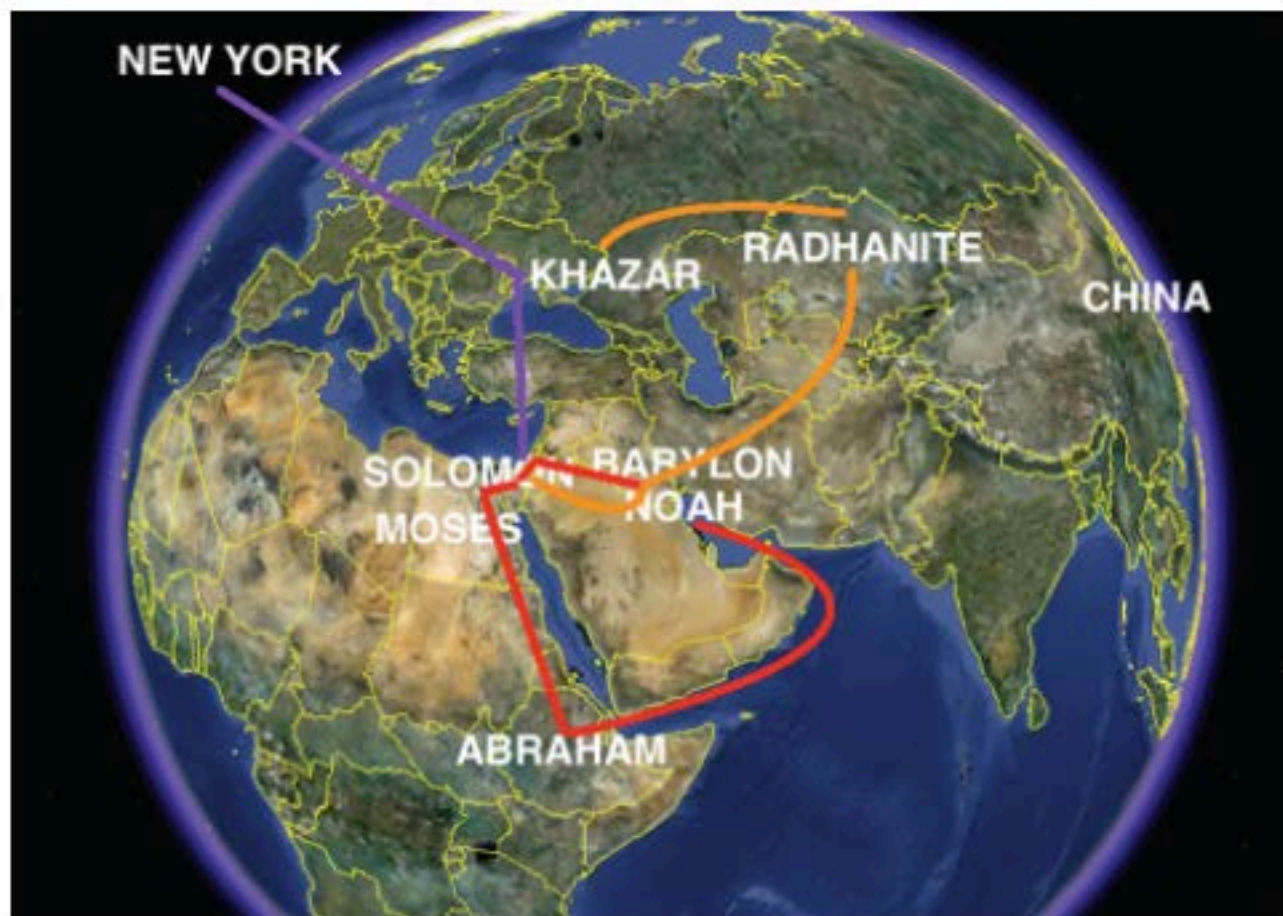 NEW YORK
RADHANITE
KHAZAR
CHINA
SOLOMON
BABYLON
NOAH
MOSES
ABRAHAM